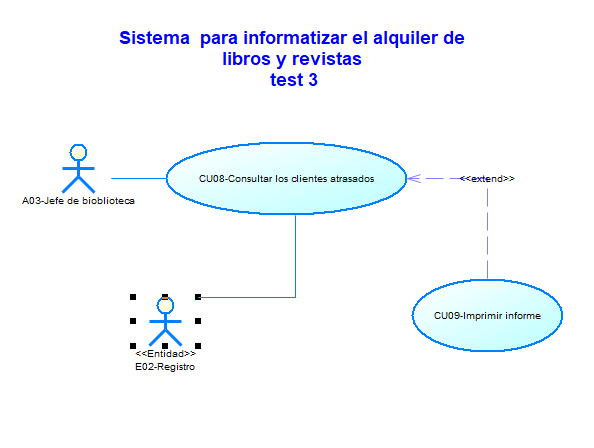 Sistema para informatizar el alquiler de
libros y revistas
test 3
CU08-Consultar los clientes atrasados
<<extend>>
A03-Jefe de bioblioteca
CU09-Imprimir informe
<<Entidad>>
E02-Registro